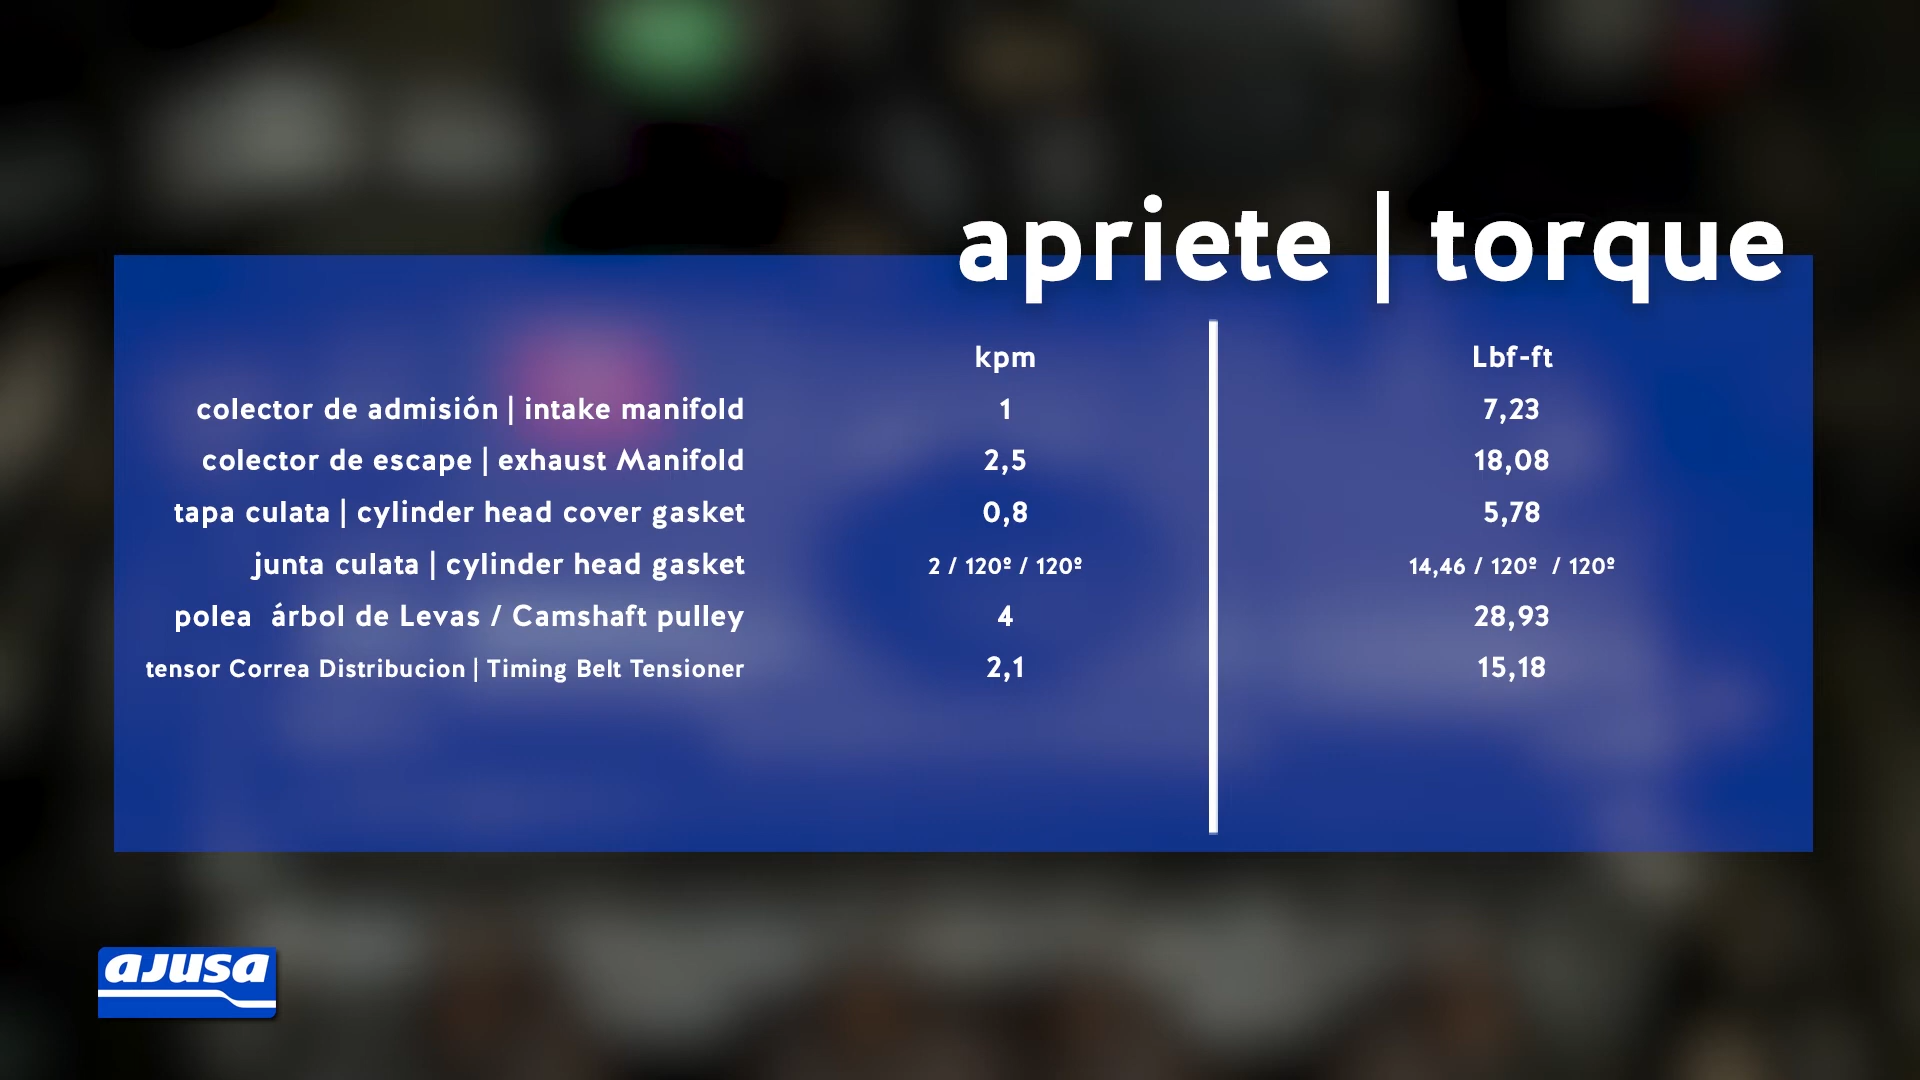 apriete | torque
kpm Lbf-ft
colector de admisión | intake manifold 1 7,23
colector de escape | exhaust Manifold 2,5 18,08
tapa culata | cylinder head cover gasket 0,8 5,78
junta culata | cylinder head gasket 2 / 120º / 120º 14,46 / 120º / 120º
polea árbol de Levas / Camshaft pulley 4 28,93
tensor Correa Distribucion | Timing Belt Tensioner 2,1 15,18
ajusa